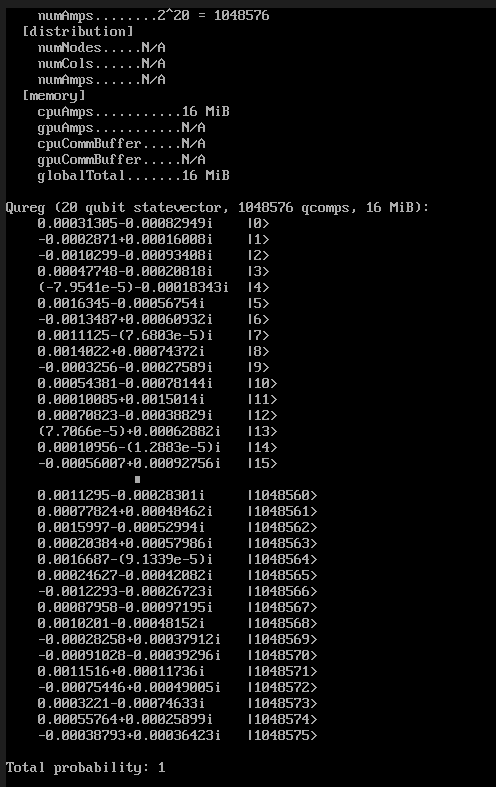 numAmps........2^20 = 1048576
[distribution]
numNodes.....N/A
numCols......N/A
numAmps......N/A
[memory]
cpuAmps...........16 MiB
gpuAmps...........N/A
cpuCommBuffer.....N/A
gpuCommBuffer.....N/A
globalTotal.......16 MiB
Qureg (20 qubit statevector, 1048576 qcomps, 16 MiB):
0.00031305-0.00082949i |0>
-0.0002871+0.00016008i |1>
-0.0010299-0.00093408i |2>
0.00047748-0.00020818i |3>
(-7.9541e-5)-0.00018343i |4>
0.0016345-0.00056754i |5>
-0.0013487+0.00060932i |6>
0.0011125-(7.6803e-5)i |7>
0.0014022+0.00074372i |8>
-0.0003256-0.00027589i |9>
0.00054381-0.00078144i |10>
0.00010085+0.0015014i |11>
0.00070823-0.00038829i |12>
(7.7066e-5)+0.00062882i |13>
0.00010956-(1.2883e-5)i |14>
-0.00056007+0.00092756i |15>
0.0011295-0.00028301i |1048560>
0.00077824+0.00048462i |1048561>
0.0015997-0.00052994i |1048562>
0.00020384+0.00057986i |1048563>
0.0016687-(9.1339e-5)i |1048564>
0.00024627-0.00042082i |1048565>
-0.0012293-0.00026723i |1048566>
0.00087958-0.00097195i |1048567>
0.0010201-0.00048152i |1048568>
-0.00028258+0.00037912i |1048569>
-0.00091028-0.00039296i |1048570>
0.0011516+0.00011736i |1048571>
-0.00075446+0.00049005i |1048572>
0.0003221-0.00074633i |1048573>
0.00055764+0.00025899i |1048574>
-0.00038793+0.00036423i |1048575>
Total probability: 1